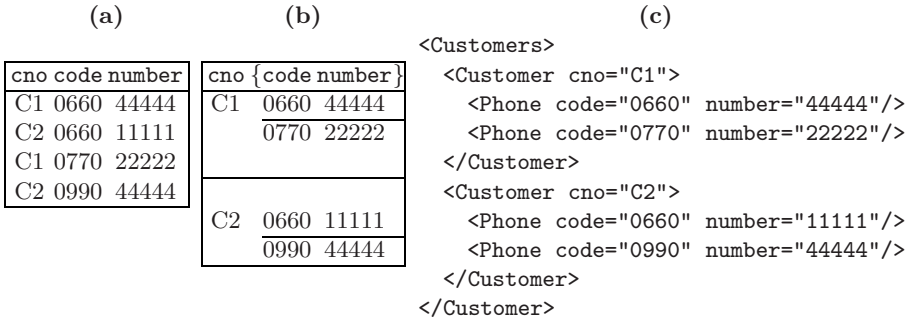 (a)
cno code number
C1 0660 44444
C2 0660 11111
C1 0770 22222
C2 0990 44444
(b)
cno {code number}
C1 0660 44444
0770 22222
C2 0660 11111
0990 44444
(c)
<Customers>
<Customer cno="C1">
<Phone code="0660" number="44444"/>
<Phone code="0770" number="22222"/>
</Customer>
<Customer cno="C2">
<Phone code="0660" number="11111"/>
<Phone code="0990" number="44444"/>
</Customer>
</Customer>